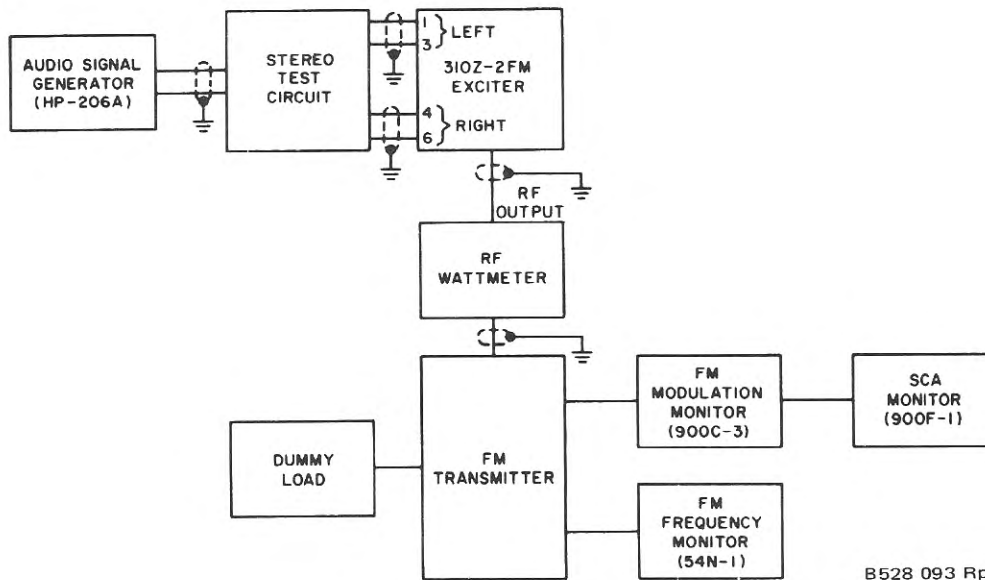 AUDIO SIGNAL
GENERATOR
(HP-206A)
STEREO
TEST
CIRCUIT
1
3
LEFT
4
6
RIGHT
310Z-2FM
EXCITER
RF
OUTPUT
RF
WATTMETER
DUMMY
LOAD
FM
TRANSMITTER
FM
MODULATION
MONITOR
(900C-3)
SCA
MONITOR
(900F-1)
FM
FREQUENCY
MONITOR
(54N-1)
B528 093 Rp